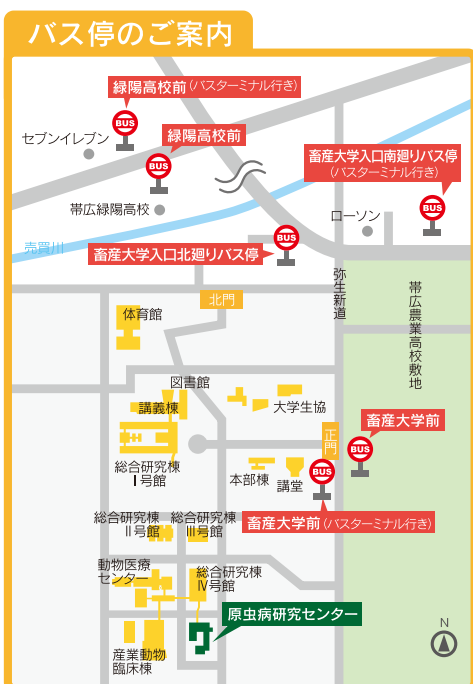 バス停のご案内
緑陽高校前(バスターミナル行き)
BUS
セブンイレブン
緑陽高校前
BUS
畜産大学入口南廻りバス停
(バスターミナル行き)
BUS
帯広緑陽高校
ローソン
売買川
畜産大学入口北廻りバス停
BUS
弥生新道
帯広農業高校敷地
北門
体育館
図書館
講義棟
大学生協
畜産大学前
BUS
正門
総合研究棟
Ⅰ号館
本部棟
講堂
BUS
畜産大学前(バスターミナル行き)
総合研究棟
Ⅱ号館
総合研究棟
Ⅲ号館
動物医療
センター
総合研究棟
Ⅳ号館
原虫病研究センター
産業動物
臨床棟
N